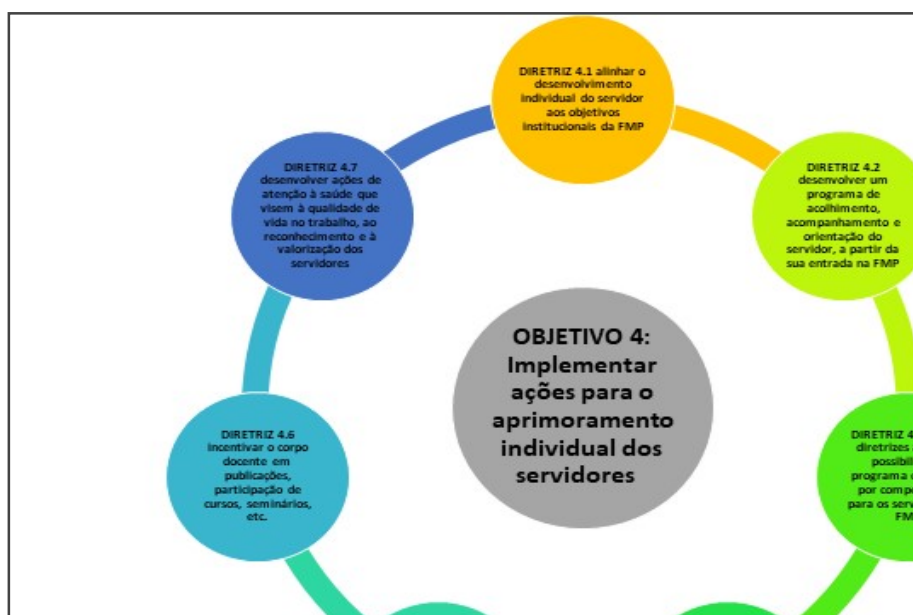 DIRETRIZ 4.1 alinhar o
desenvolvimento
individual do servidor
aos objetivos
institucionais da FMP
DIRETRIZ 4.2
desenvolver um
programa de
acolhimento,
acompanhamento e
orientação do
servidor, a partir da
sua entrada na FMP
DIRETRIZ 4.7
desenvolver ações de
atenção à saúde que
visem à qualidade de
vida no trabalho, ao
reconhecimento e à
valorização dos
servidores
OBJETIVO 4:
Implementar
ações para o
aprimoramento
individual dos
servidores
DIRETRIZ 4
diretrizes
possibili
programa
por compe
para os serv
FM
DIRETRIZ 4.6
incentivar o corpo
docente em
publicações,
participação de
cursos, seminários,
etc.